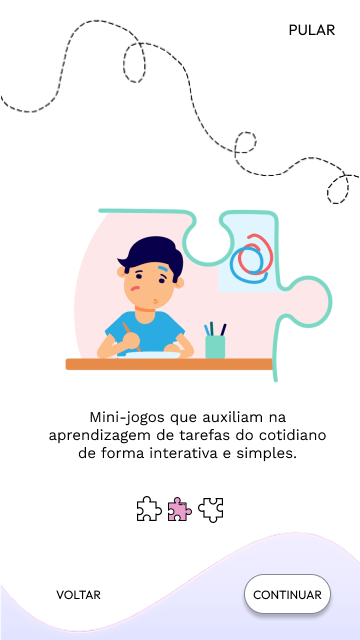 PULAR
Mini-jogos que auxiliam na
aprendizagem de tarefas do cotidiano
de forma interativa e simples.
VOLTAR
CONTINUAR